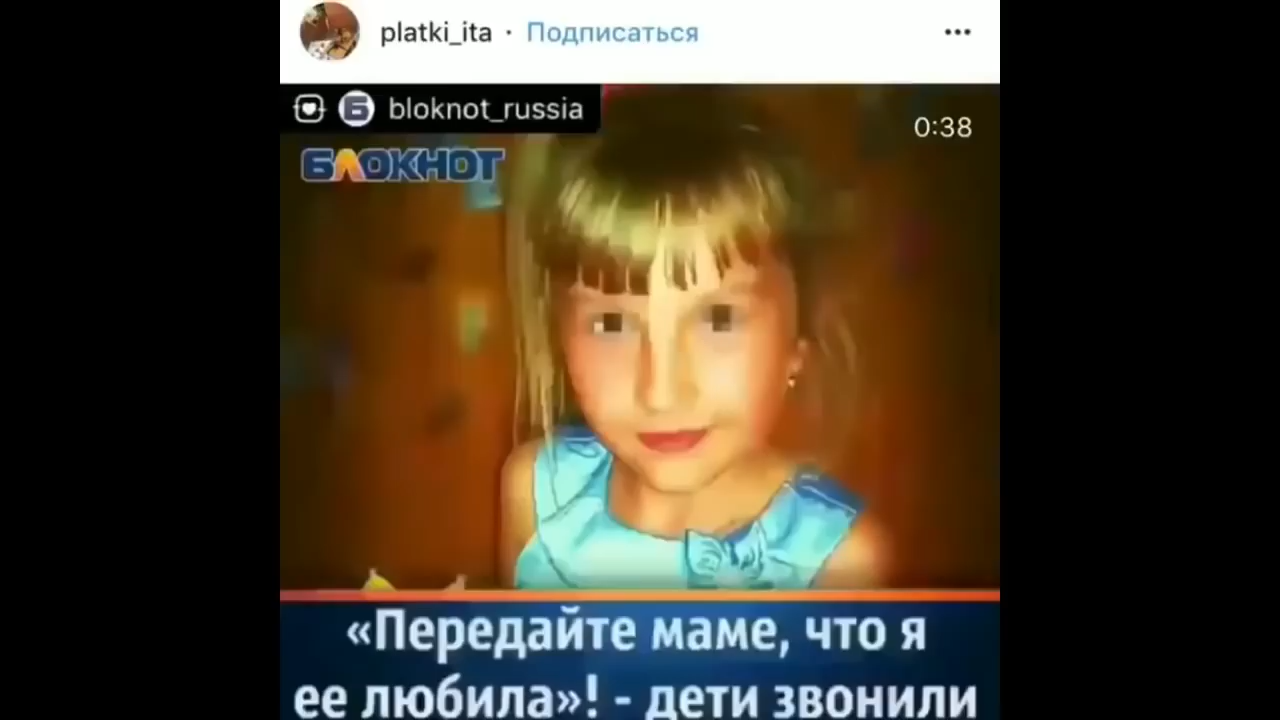 platki_ita · Подписаться
bloknot_russia
0:38
БЛОКНОТ
«Передайте маме, что я
ее любила»! - дети звонили